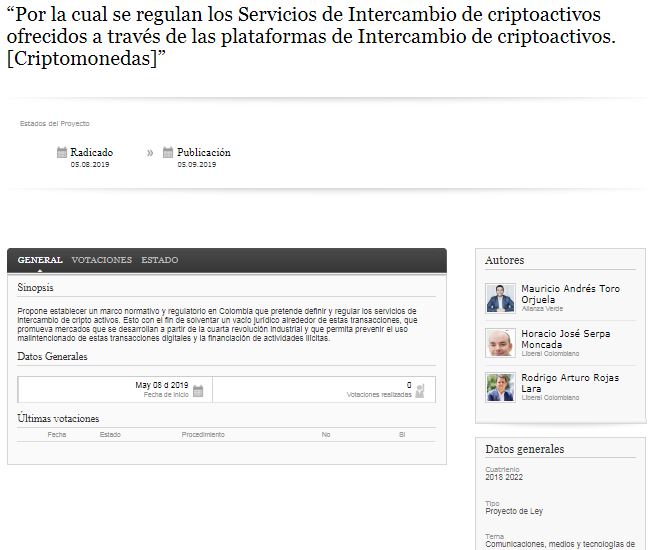 “Por la cual se regulan los Servicios de Intercambio de criptoactivos
ofrecidos a través de las plataformas de Intercambio de criptoactivos.
[Criptomonedas]”
Estados del Proyecto
Radicado » Publicación
05.08.2019 05.09.2019
GENERAL VOTACIONES ESTADO
Sinopsis
Propone establecer un marco normativo y regulatorio en Colombia que pretende definir y regular los servicios de
intercambio de cripto activos. Esto con el fin de solventar un vacío jurídico alrededor de estas transacciones, que
promueva mercados que se desarrollan a partir de la cuarta revolución industrial y que permita prevenir el uso
malintencionado de estas transacciones digitales y la financiación de actividades ilícitas.
Datos Generales
May 08 d 2019
Fecha de Inicio
0
Votaciones realizadas
Últimas votaciones
Fecha Estado Procedimiento No Bl
Autores
Mauricio Andrés Toro
Orjuela
Alianza Verde
Horacio José Serpa
Moncada
Liberal Colombiano
Rodrigo Arturo Rojas
Lara
Liberal Colombiano
Datos generales
Cuatrienio
2018 2022
Tipo
Proyecto de Ley
Tema
Comunicaciones, medios y tecnologías de